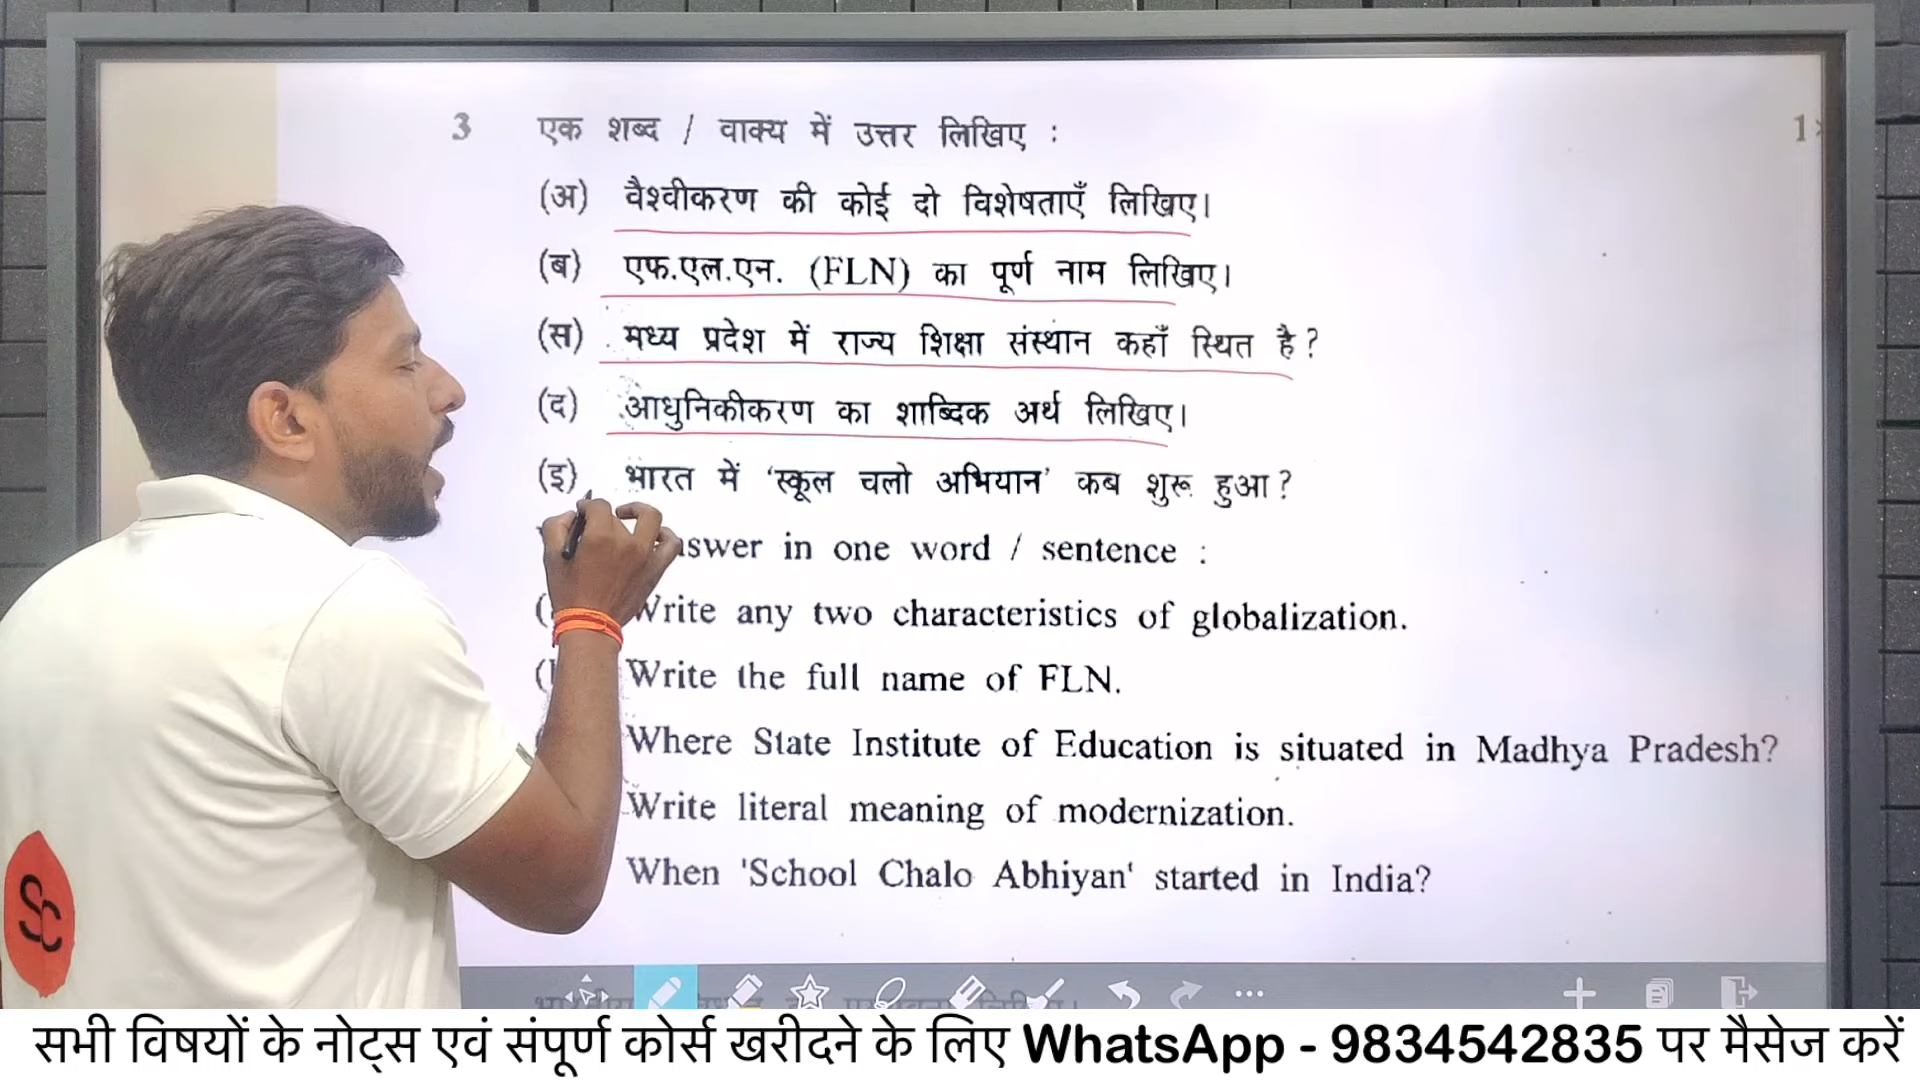 3 एक शब्द / वाक्य में उत्तर लिखिए : 1×
(अ) वैश्वीकरण की कोई दो विशेषताएँ लिखिए।
(ब) एफ.एल.एन. (FLN) का पूर्ण नाम लिखिए।
(स) मध्य प्रदेश में राज्य शिक्षा संस्थान कहाँ स्थित है ?
(द) आधुनिकीकरण का शाब्दिक अर्थ लिखिए।
(इ) भारत में 'स्कूल चलो अभियान' कब शुरू हुआ ?
in one word / sentence :
Write any two characteristics of globalization.
Write the full name of FLN.
Where State Institute of Education is situated in Madhya Pradesh?
Write literal meaning of modernization.
When 'School Chalo Abhiyan' started in India?
SC
सभी विषयों के नोट्स एवं संपूर्ण कोर्स खरीदने के लिए WhatsApp - 9834542835 पर मैसेज करें